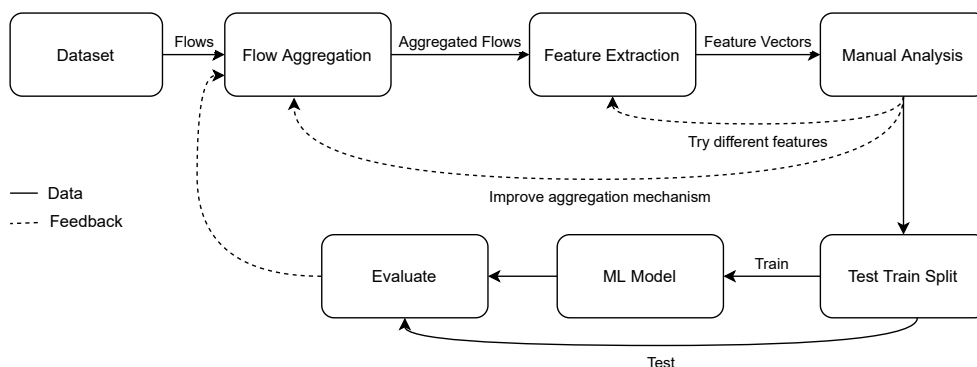 Flows
Aggregated Flows
Feature Vectors
Dataset
Flow Aggregation
Feature Extraction
Manual Analysis
Try different features
Improve aggregation mechanism
Data
Feedback
Train
Evaluate
ML Model
Test Train Split
Test